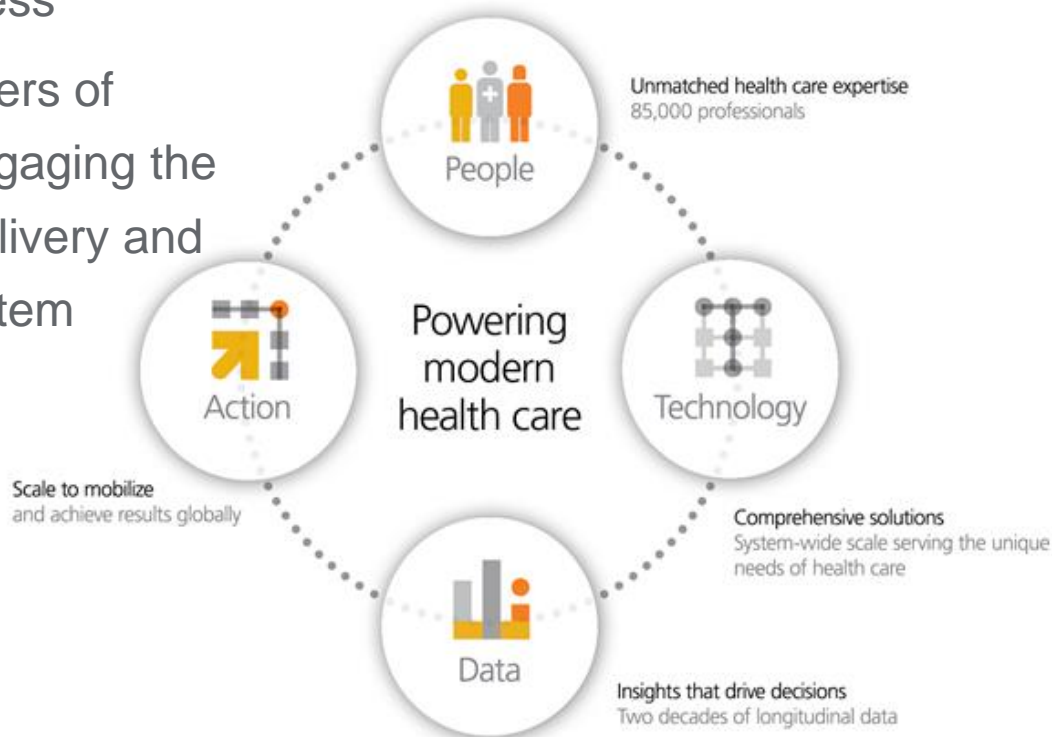 ess
ers of
gaging the
livery and
tem
People
Unmatched health care expertise
85,000 professionals
Action
Powering
modern
health care
Technology
Scale to mobilize
and achieve results globally
Comprehensive solutions
System-wide scale serving the unique
needs of health care
Data
Insights that drive decisions
Two decades of longitudinal data